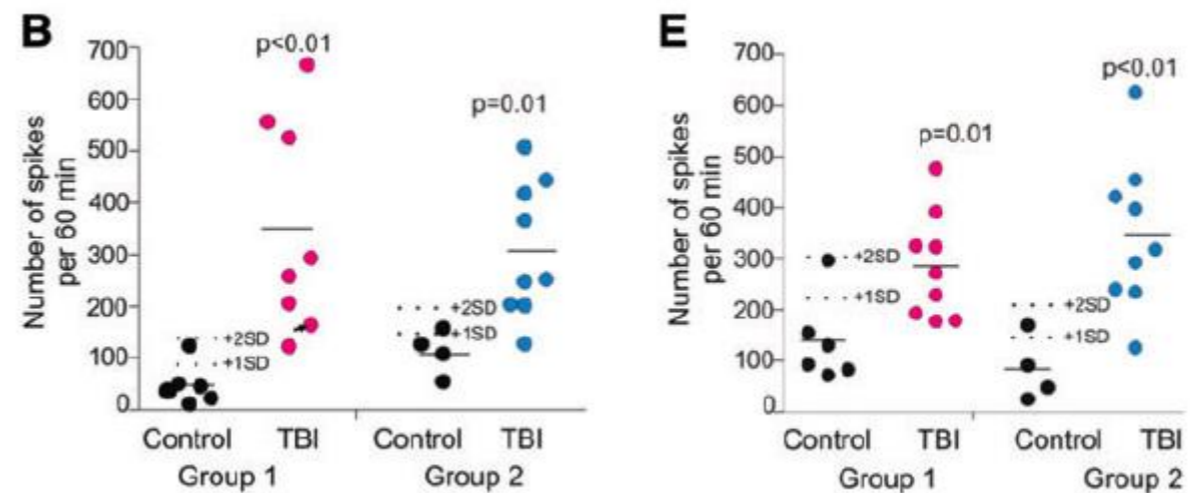 B
Number of spikes
per 60 min
700
600
500
400
300
200
100
0
p<0.01
p=0.01
+2SD
+1SD
+2SD
+1SD
Control TBI Control TBI
Group 1 Group 2
E
Number of spikes
per 60 min
700
600
500
400
300
200
100
0
p=0.01
p<0.01
+2SD
+1SD
+2SD
+1SD
Control TBI Control TBI
Group 1 Group 2